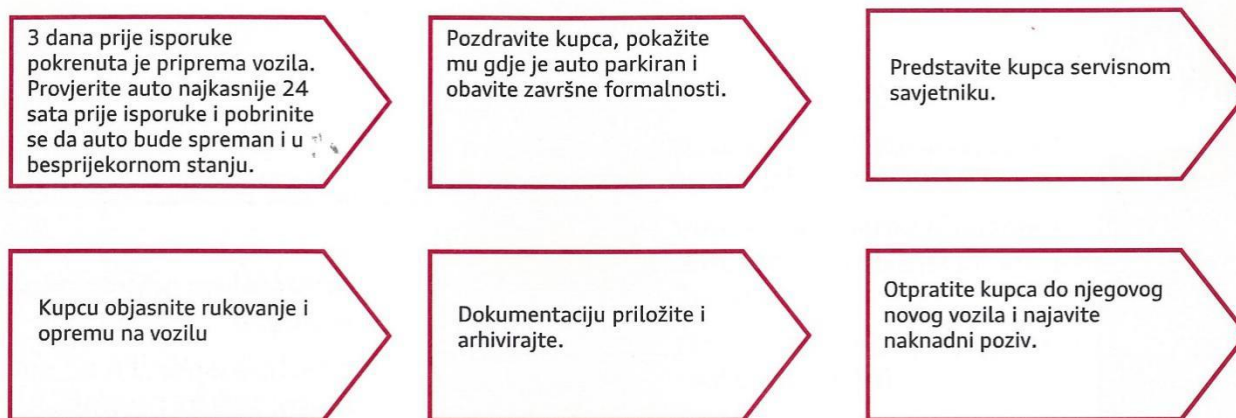 3 dana prije isporuke
pokrenuta je priprema vozila.
Provjerite auto najkasnije 24
sata prije isporuke i pobrinite
se da auto bude spreman i u
besprijekornom stanju.
Pozdravite kupca, pokažite
mu gdje je auto parkiran i
obavite završne formalnosti.
Predstavite kupca servisnom
savjetniku.
Kupcu objasnite rukovanje i
opremu na vozilu
Dokumentaciju priložite i
arhivirajte.
Otpratite kupca do njegovog
novog vozila i najavite
naknadni poziv.